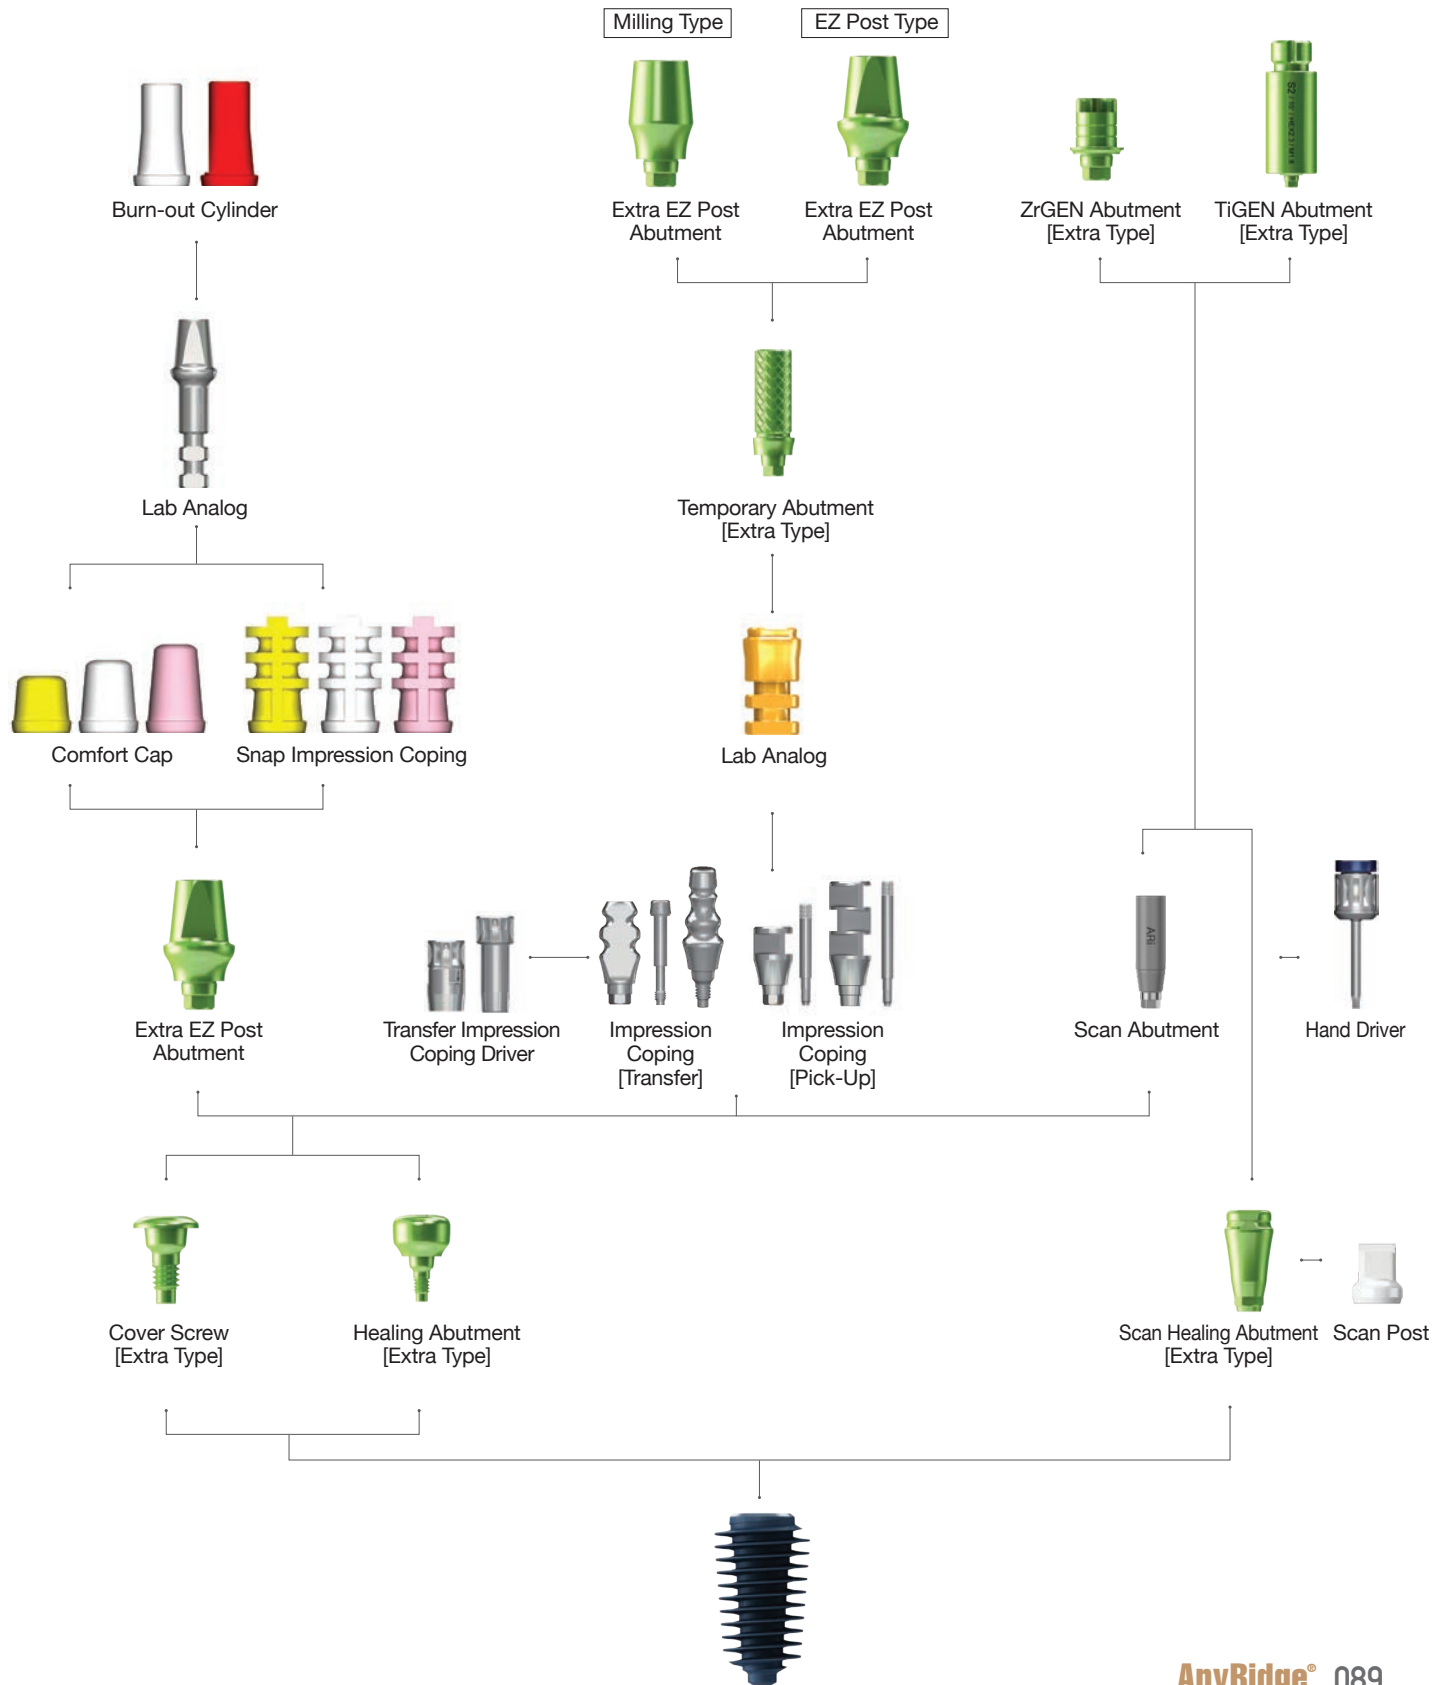 Milling Type
EZ Post Type
Burn-out Cylinder
Extra EZ Post
Abutment
Extra EZ Post
Abutment
ZrGEN Abutment
[Extra Type]
TiGEN Abutment
[Extra Type]
Lab Analog
Temporary Abutment
[Extra Type]
Comfort Cap
Snap Impression Coping
Lab Analog
ARi
Extra EZ Post
Abutment
Transfer Impression
Coping Driver
Impression
Coping
[Transfer]
Impression
Coping
[Pick-Up]
Scan Abutment
Hand Driver
Cover Screw
[Extra Type]
Healing Abutment
[Extra Type]
Scan Healing Abutment
[Extra Type]
Scan Post
AnyRidge® 089